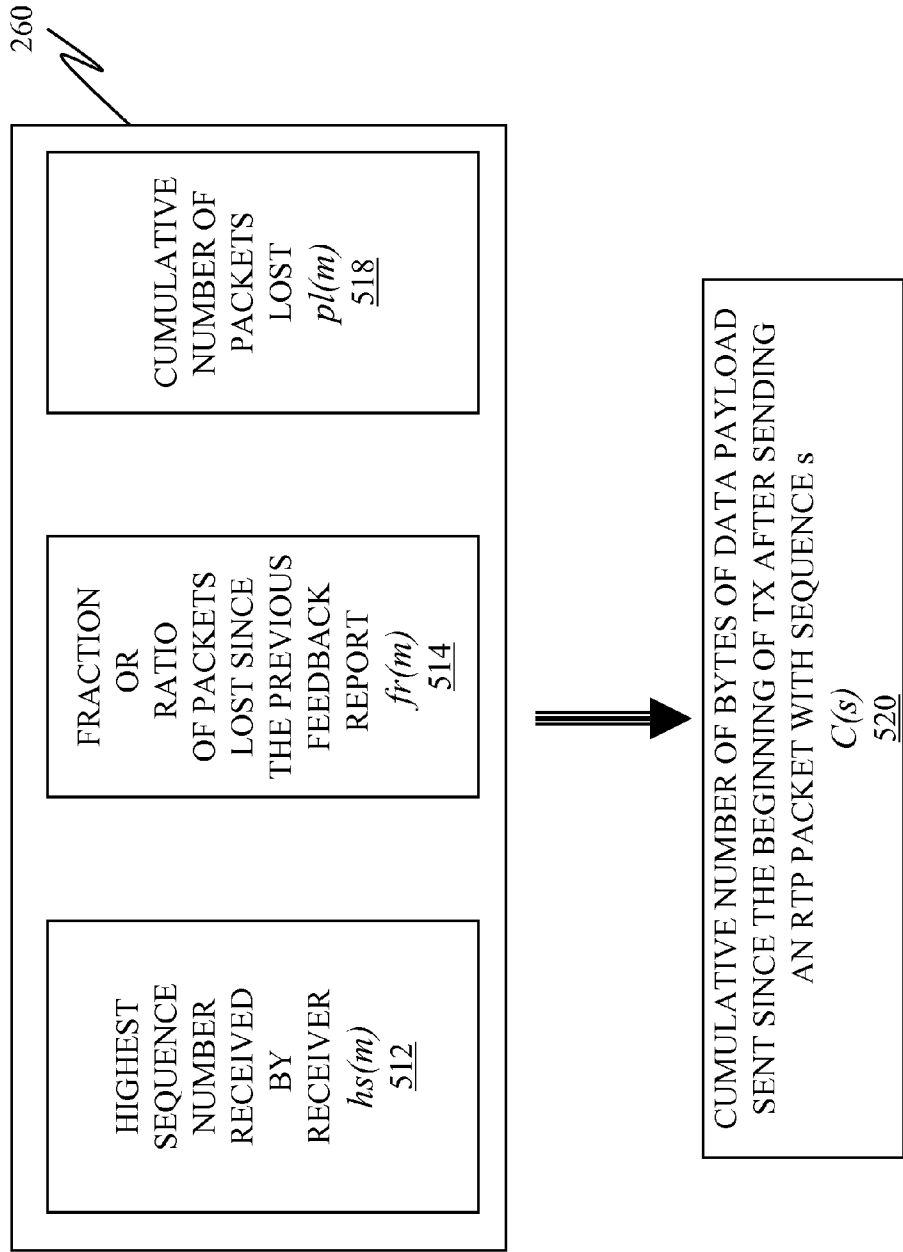 260
HIGHEST
SEQUENCE
NUMBER
RECEIVED
BY
RECEIVER
hs(m)
512
FRACTION
OR
RATIO
OF PACKETS
LOST SINCE
THE PREVIOUS
FEEDBACK
REPORT
fr(m)
514
CUMULATIVE
NUMBER OF
PACKETS
LOST
pl(m)
518
CUMULATIVE NUMBER OF BYTES OF DATA PAYLOAD
SENT SINCE THE BEGINNING OF TX AFTER SENDING
AN RTP PACKET WITH SEQUENCE s
C(s)
520